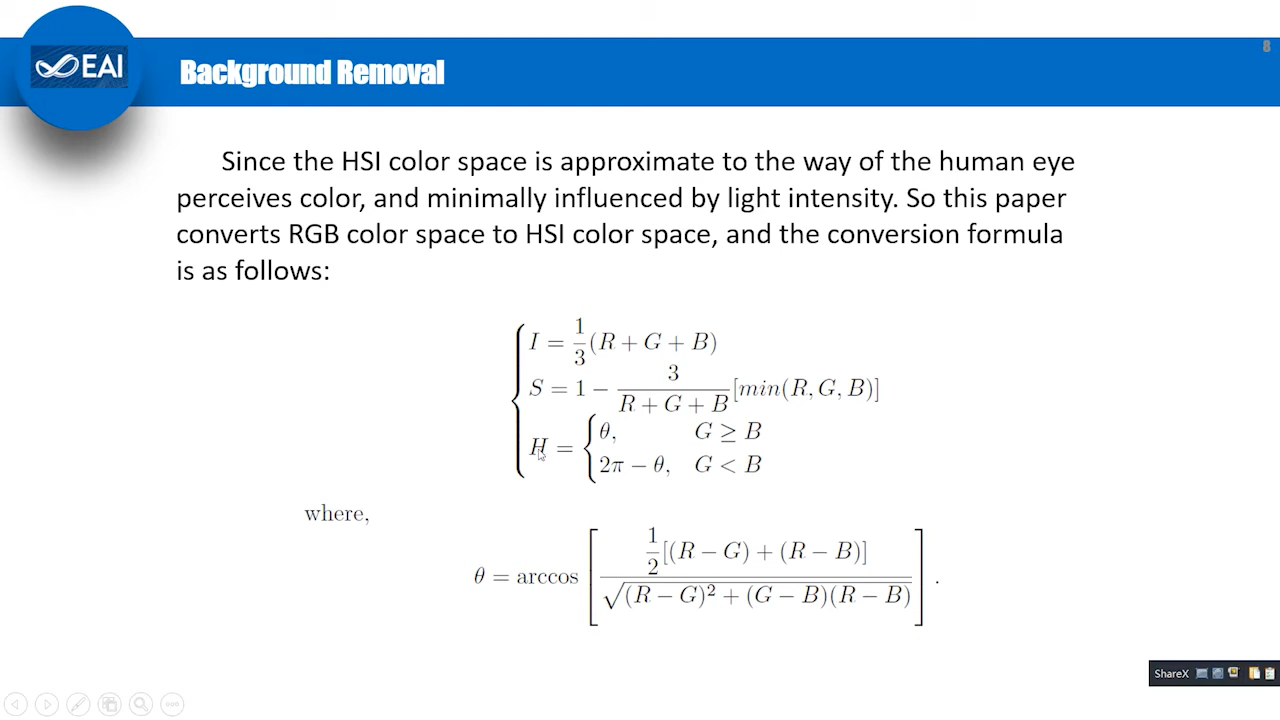 8
EAI
Background Removal
Since the HSI color space is approximate to the way of the human eye
perceives color, and minimally influenced by light intensity. So this paper
converts RGB color space to HSI color space, and the conversion formula
is as follows:
I = 1/3 (R + G + B)
S = 1 − 3/(R + G + B) [min(R, G, B)]
H = { θ, G ≥ B
2π − θ, G < B
where,
θ = arccos [ 1/2 [(R − G) + (R − B)] / √((R − G)² + (G − B)(R − B)) ] .
ShareX